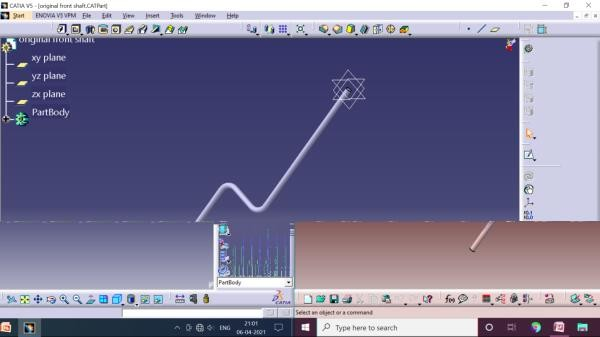 CATIA V5 - [original front shaft.CATPart]
Start ENOVIA V5 VPM File Edit View Insert Tools Window Help
original front shaft
xy plane
yz plane
zx plane
PartBody
PartBody
CATIA
Select an object or a command
ENG
21:01
06-04-2021
Type here to search